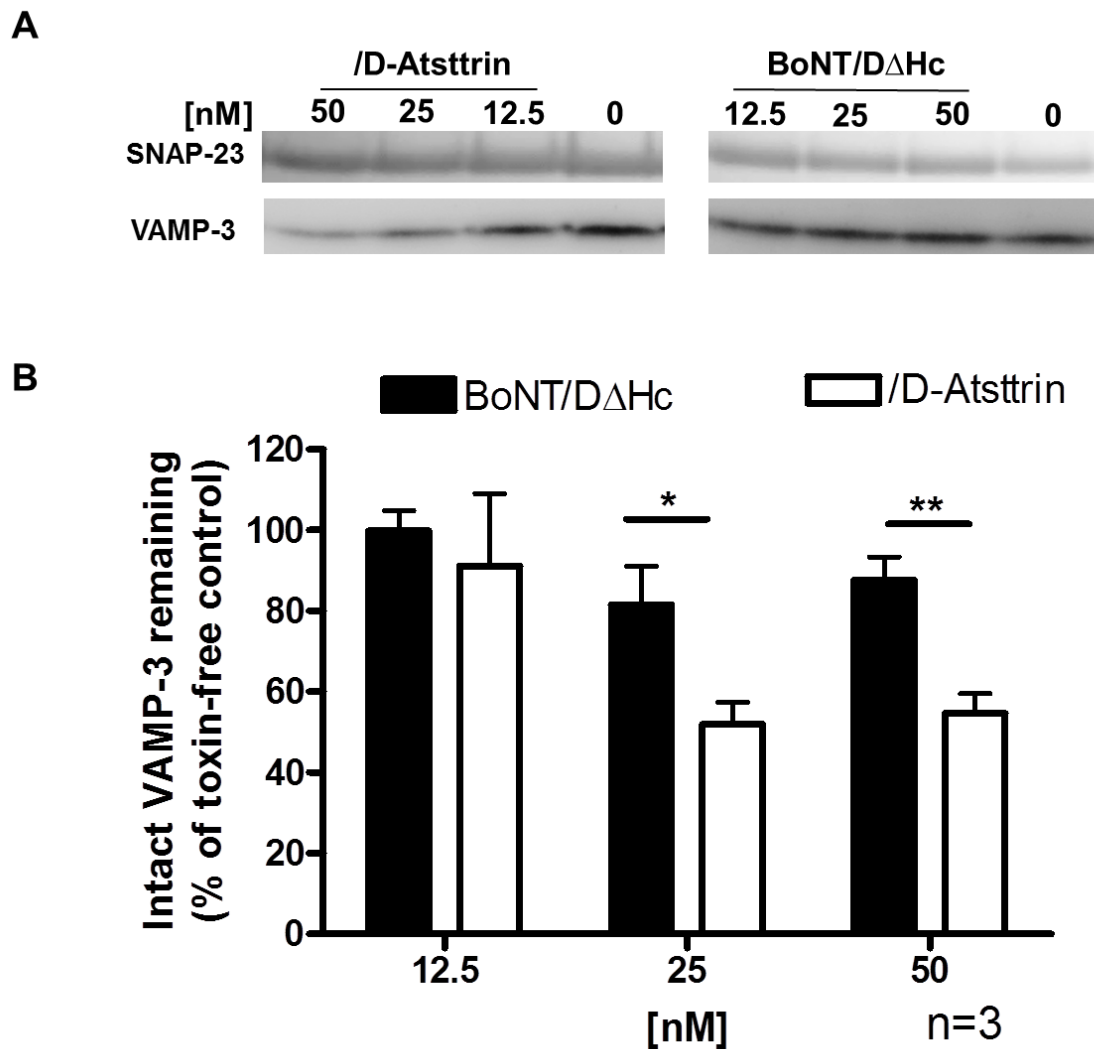 A
/D-Atsttrin BoNT/DΔHc
[nM] 50 25 12.5 0 12.5 25 50 0
SNAP-23
VAMP-3
B
BoNT/DΔHc /D-Atsttrin
Intact VAMP-3 remaining
(% of toxin-free control)
120
100
80
60
40
20
0
* **
12.5 25 50
[nM] n=3